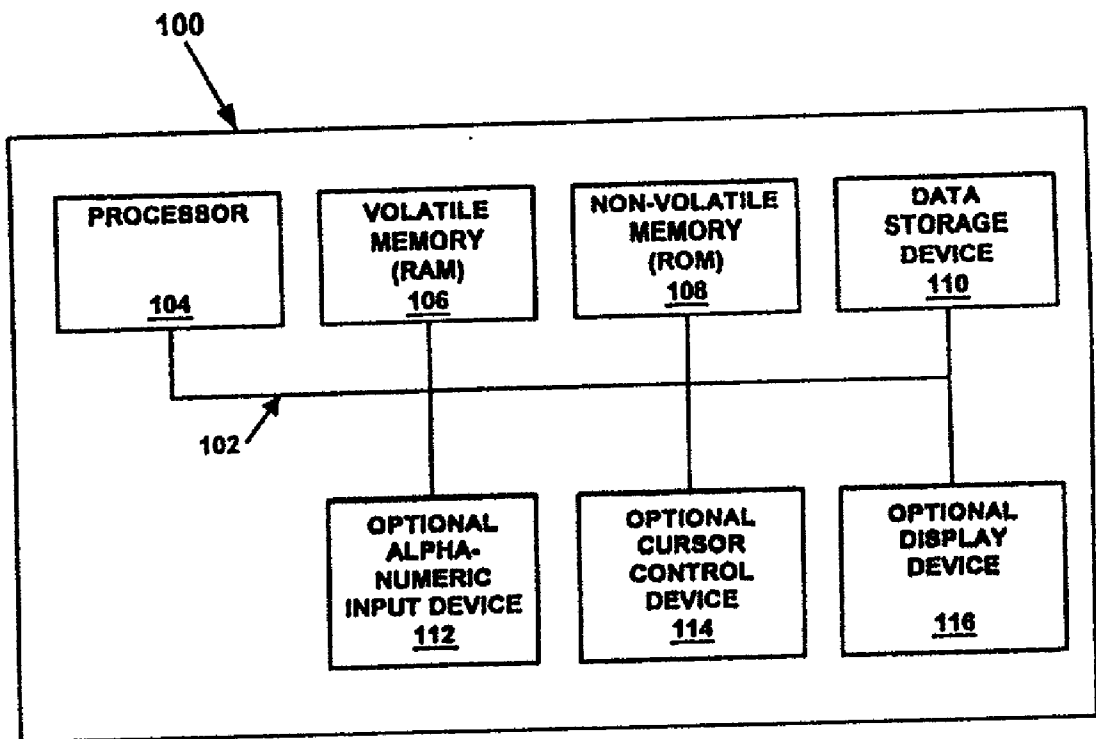 100
PROCESSOR
104
VOLATILE
MEMORY
(RAM)
106
NON-VOLATILE
MEMORY
(ROM)
108
DATA
STORAGE
DEVICE
110
102
OPTIONAL
ALPHA-
NUMERIC
INPUT DEVICE
112
OPTIONAL
CURSOR
CONTROL
DEVICE
114
OPTIONAL
DISPLAY
DEVICE
116